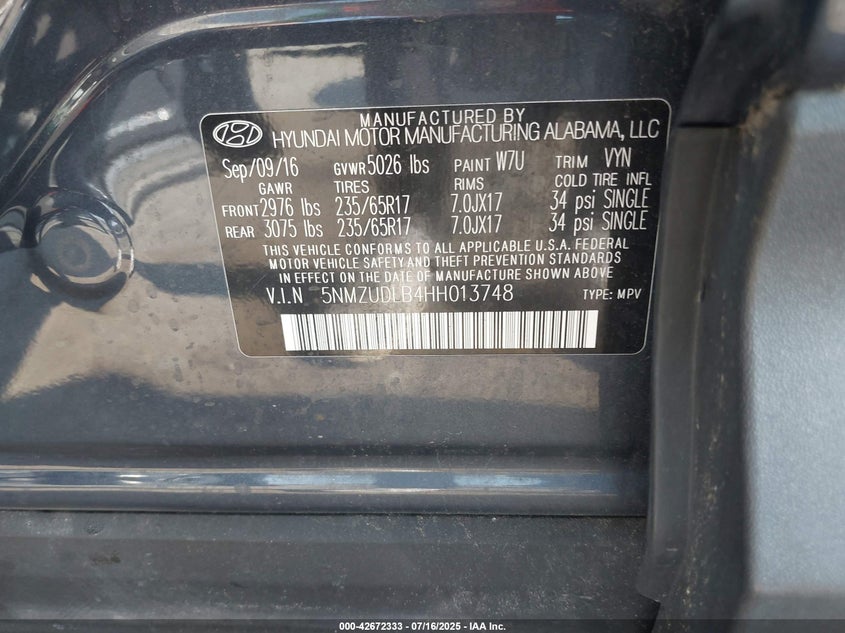 MANUFACTURED BY
HYUNDAI MOTOR MANUFACTURING ALABAMA, LLC
Sep/09/16 GVWR 5026 lbs PAINT W7U TRIM VYN
GAWR TIRES RIMS COLD TIRE INFL
FRONT 2976 lbs 235/65R17 7.0JX17 34 psi SINGLE
REAR 3075 lbs 235/65R17 7.0JX17 34 psi SINGLE
THIS VEHICLE CONFORMS TO ALL APPLICABLE U.S.A. FEDERAL
MOTOR VEHICLE SAFETY AND THEFT PREVENTION STANDARDS
IN EFFECT ON THE DATE OF MANUFACTURE SHOWN ABOVE
V.I.N 5NMZUDLB4HH013748 TYPE: MPV
000-42672333 / 07/16/2025 - IAA Inc.